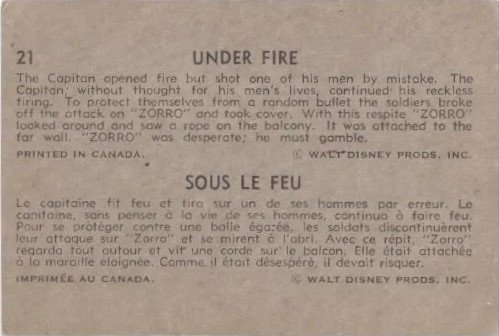 21 UNDER FIRE
The Capitan opened fire but shot one of his men by mistake. The
Capitan; without thought for his men's lives, continued his reckless
firing. To protect themselves from a random bullet the soldiers broke
off the attack on "ZORRO" and took cover. With this respite "ZORRO"
looked around and saw a rope on the balcony. It was attached to the
far wall. "ZORRO" was desperate; he must gamble.
PRINTED IN CANADA. © WALT DISNEY PRODS, INC.
SOUS LE FEU
Le capitaine fit feu et tira sur un de ses hommes par erreur. Le
capitaine, sans penser à la vie de ses hommes, continua à faire feu.
Pour se protéger contre une balle égarée, les soldats discontinuèrent
leur attaque sur "Zorro" et se mirent à l'abri. Avec ce répit, "Zorro"
regarda tout autour et vit une corde sur le balcon. Elle était attachée
à la maraille eloignée. Comme il était désespéré, il devait risquer.
IMPRIMÉE AU CANADA. © WALT DISNEY PRODS, INC.